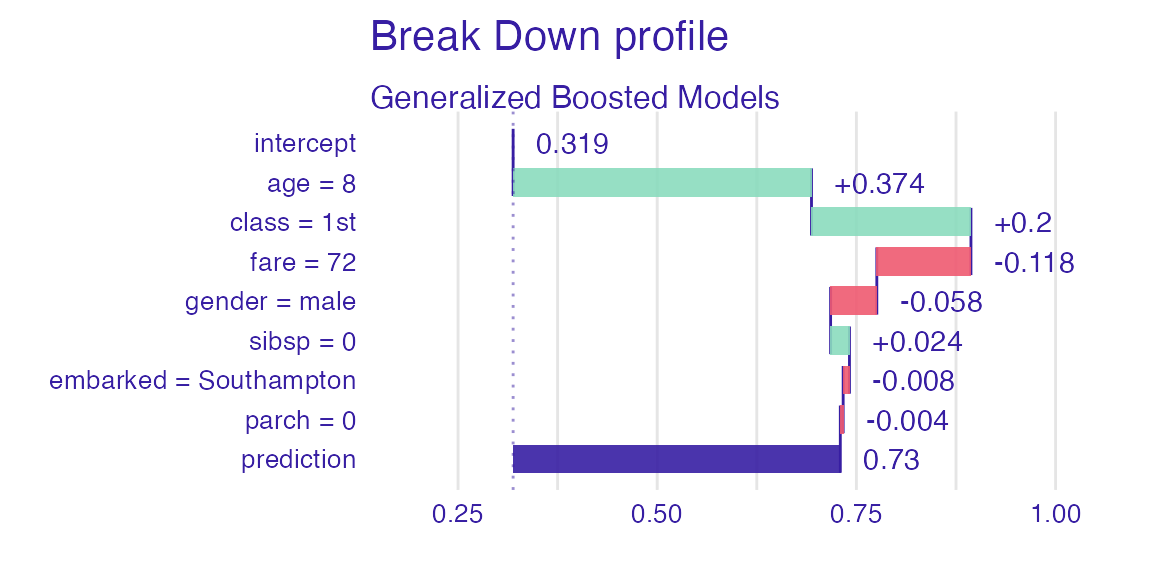 Break Down profile
Generalized Boosted Models
intercept 0.319
age = 8 +0.374
class = 1st +0.2
fare = 72 -0.118
gender = male -0.058
sibsp = 0 +0.024
embarked = Southampton -0.008
parch = 0 -0.004
prediction 0.73
0.25 0.50 0.75 1.00